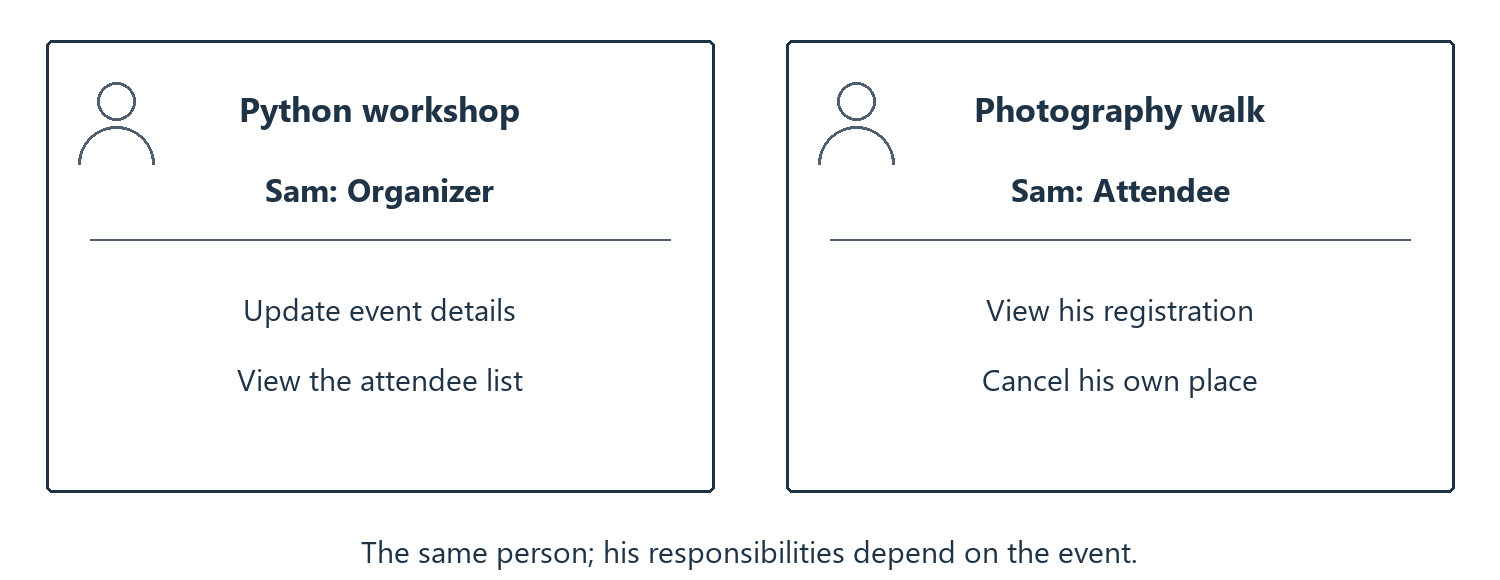 Python workshop
Sam: Organizer
Update event details
View the attendee list
Photography walk
Sam: Attendee
View his registration
Cancel his own place
The same person; his responsibilities depend on the event.